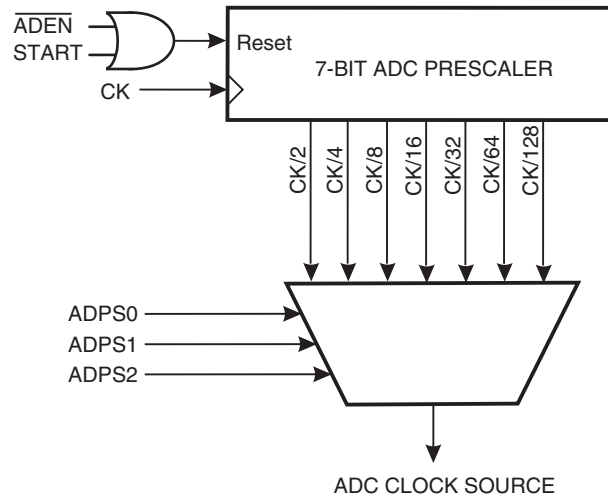 ADEN
START
Reset
7-BIT ADC PRESCALER
CK
CK/2
CK/4
CK/8
CK/16
CK/32
CK/64
CK/128
ADPS0
ADPS1
ADPS2
ADC CLOCK SOURCE